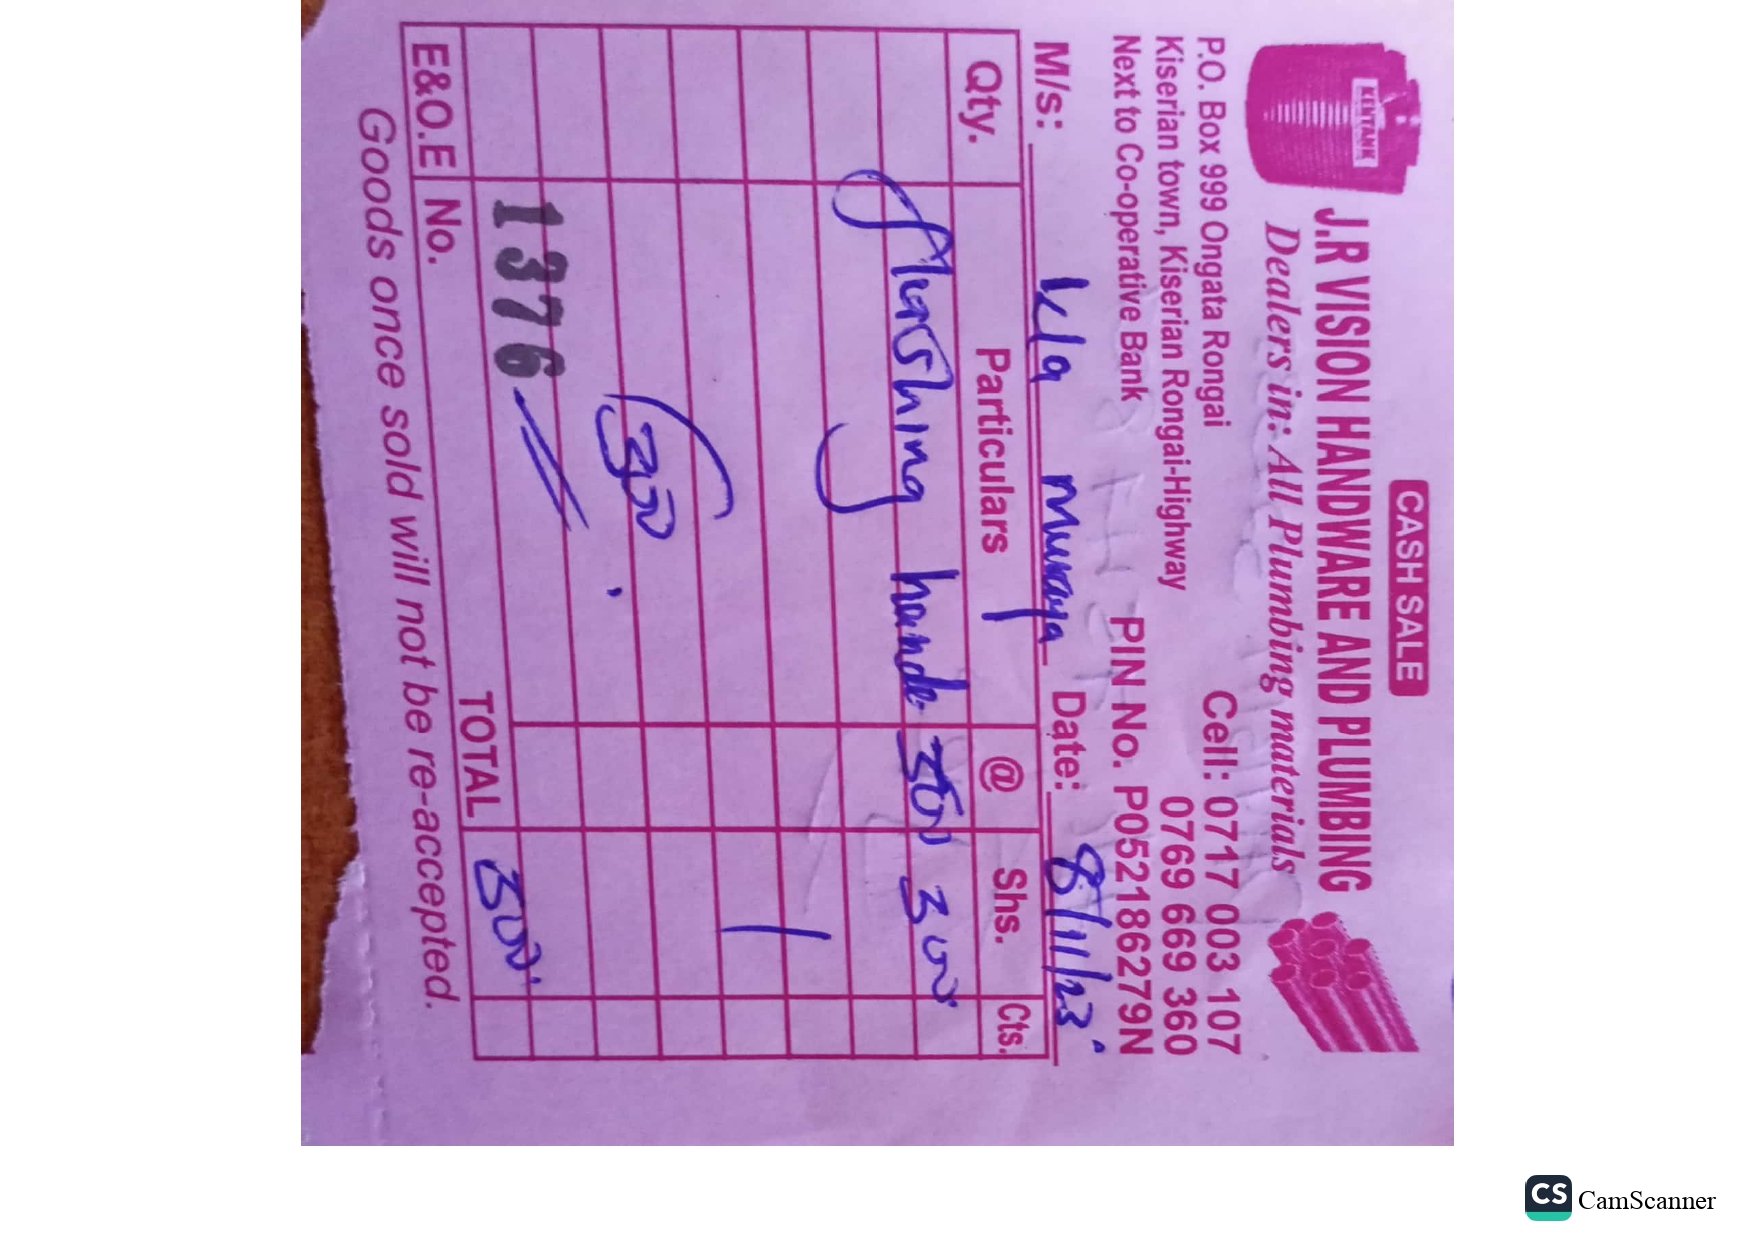 CASH SALE
KENTANK
J.R VISION HANDWARE AND PLUMBING
Dealers in: All Plumbing materials
P.O. Box 999 Ongata Rongai
Cell: 0717 003 107
Kiserian town, Kiserian Rongai-Highway
0769 669 360
Next to Co-operative Bank
PIN No. P052186279N
M/s: K/a Muraya Date: 8/11/23
Qty. Particulars @ Shs. Cts.
flusshing handle 300 300
300
1376
TOTAL 300
E&O.E No.
Goods once sold will not be re-accepted.
CS CamScanner